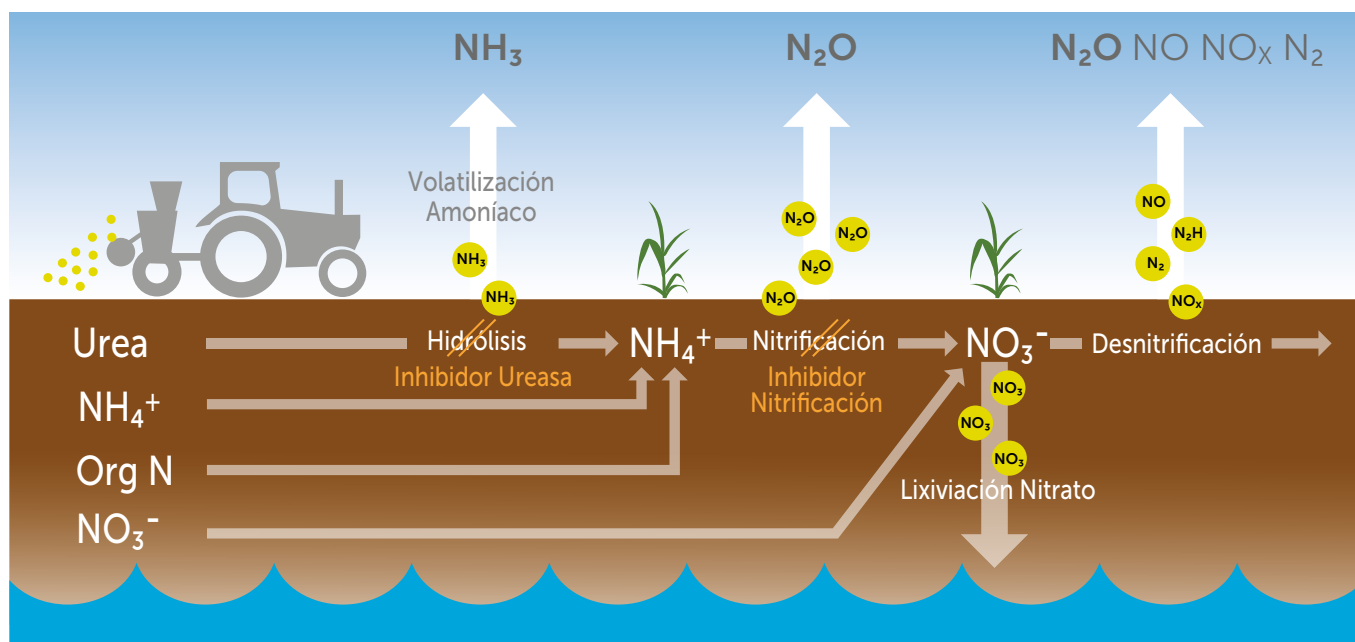 NH₃
N₂O
N₂O NO NOₓ N₂
Volatilización
Amoníaco
NH₃
NH₃
N₂O
N₂O
N₂O
N₂O
NO
N₂H
N₂
NOₓ
Urea
Hidrólisis
Inhibidor Ureasa
NH₄⁺
Nitrificación
Inhibidor
Nitrificación
NO₃⁻
Desnitrificación
NH₄⁺
Org N
NO₃⁻
NO₃
NO₃
NO₃
Lixiviación Nitrato